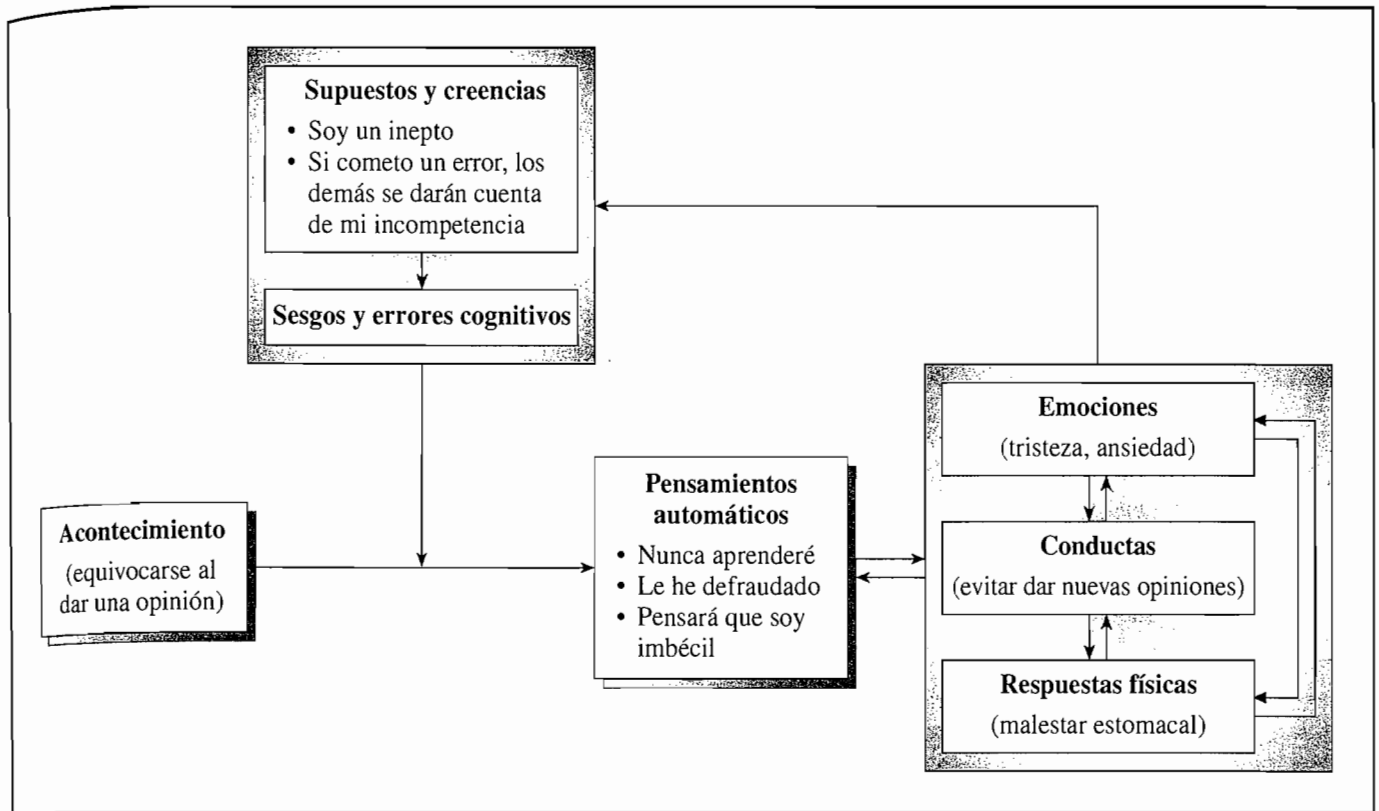 Supuestos y creencias
• Soy un inepto
• Si cometo un error, los
demás se darán cuenta
de mi incompetencia
Sesgos y errores cognitivos
Acontecimiento
(equivocarse al
dar una opinión)
Pensamientos
automáticos
• Nunca aprenderé
• Le he defraudado
• Pensará que soy
imbécil
Emociones
(tristeza, ansiedad)
Conductas
(evitar dar nuevas opiniones)
Respuestas físicas
(malestar estomacal)